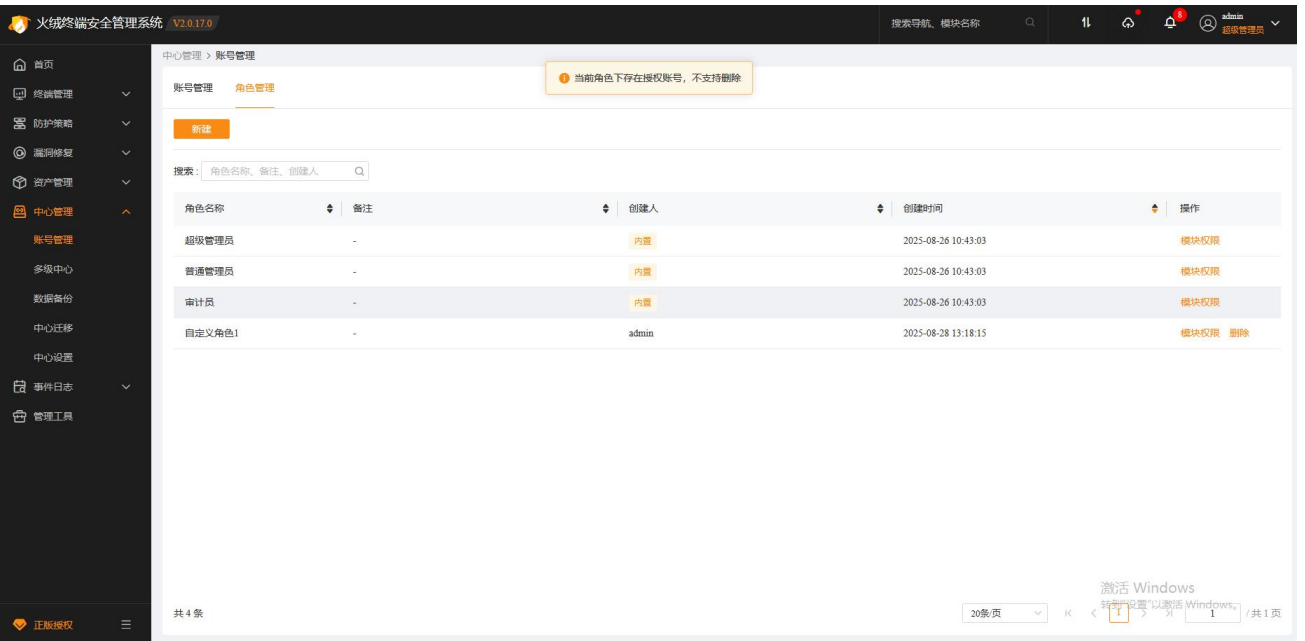 火绒终端安全管理系统 V2.0.17.0 搜索导航、模块名称 8 admin
超级管理员
中心管理 > 账号管理
首页
终端管理
防护策略
漏洞修复
资产管理
中心管理
账号管理
多级中心
数据备份
中心迁移
中心设置
事件日志
管理工具
正版授权
当前角色下存在授权账号，不支持删除
账号管理 角色管理
新建
搜索： 角色名称、备注、创建人
角色名称 备注 创建人 创建时间 操作
超级管理员 - 内置 2025-08-26 10:43:03 模块权限
普通管理员 - 内置 2025-08-26 10:43:03 模块权限
审计员 - 内置 2025-08-26 10:43:03 模块权限
自定义角色1 - admin 2025-08-28 13:18:15 模块权限 删除
激活 Windows
转到"设置"以激活 Windows。
共 4 条 20条/页 1 1 / 共 1 页